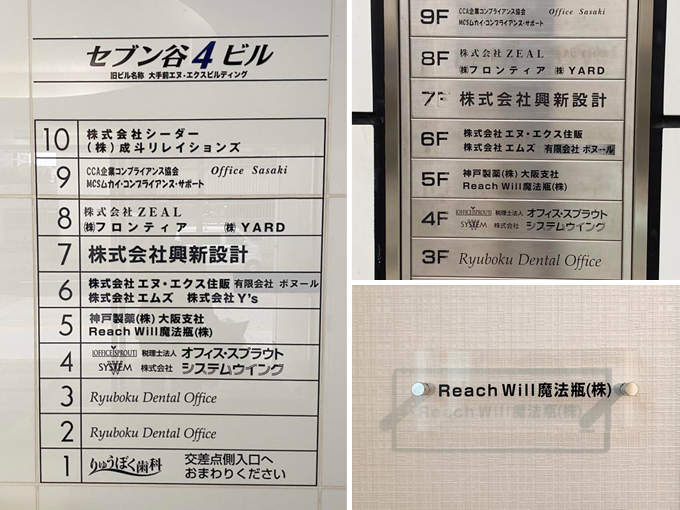 セブン谷4ビル
旧ビル名称 大手前エヌ・エクスビルディング
10 株式会社シーダー
(株)成斗リレイションズ
9 CCA企業コンプライアンス協会 Office Sasaki
MCSムカイ・コンプライアンス・サポート
8 株式会社ZEAL
㈱フロンティア ㈱YARD
7 株式会社興新設計
6 株式会社エヌ・エクス住販 有限会社ボヌール
株式会社エムズ 株式会社Y's
5 神戸製薬(株)大阪支社
Reach Will魔法瓶(株)
4 OFFICE SPROUT 税理士法人 オフィス・スプラウト
SYSTEM 株式会社 システムウイング
3 Ryuboku Dental Office
2 Ryuboku Dental Office
1 りゅうぼく歯科 交差点側入口へ
おまわりください
9F CCA企業コンプライアンス協会 Office Sasaki
MCSムカイ・コンプライアンス・サポート
8F 株式会社ZEAL
㈱フロンティア ㈱YARD
7F 株式会社興新設計
6F 株式会社エヌ・エクス住販
株式会社エムズ 有限会社ボヌール
5F 神戸製薬(株)大阪支社
Reach Will魔法瓶(株)
4F OFFICE SPROUT 税理士法人 オフィス・スプラウト
SYSTEM 株式会社 システムウイング
3F Ryuboku Dental Office
Reach Will魔法瓶(株)